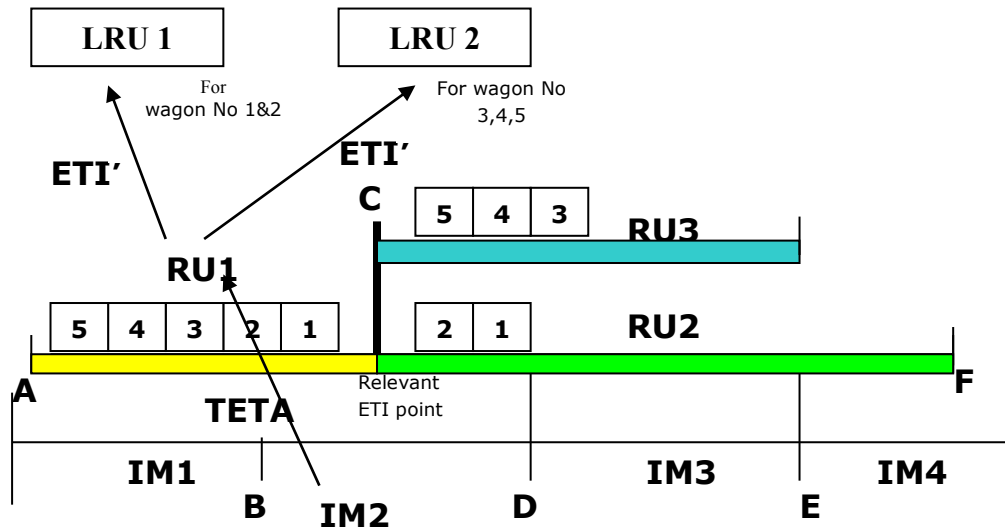 LRU 1
LRU 2
For
wagon No 1&2
For wagon No
3,4,5
ETI’
ETI’
C
5 4 3
RU3
RU1
5 4 3 2 1
2 1
RU2
A
Relevant
ETI point
F
TETA
IM1
IM3
IM4
B
IM2
D
E